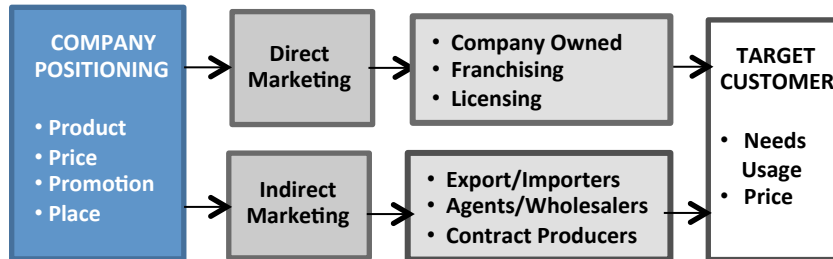 COMPANY
POSITIONING
• Product
• Price
• Promotion
• Place
Direct
Marketing
• Company Owned
• Franchising
• Licensing
Indirect
Marketing
• Export/Importers
• Agents/Wholesalers
• Contract Producers
TARGET
CUSTOMER
• Needs
Usage
• Price